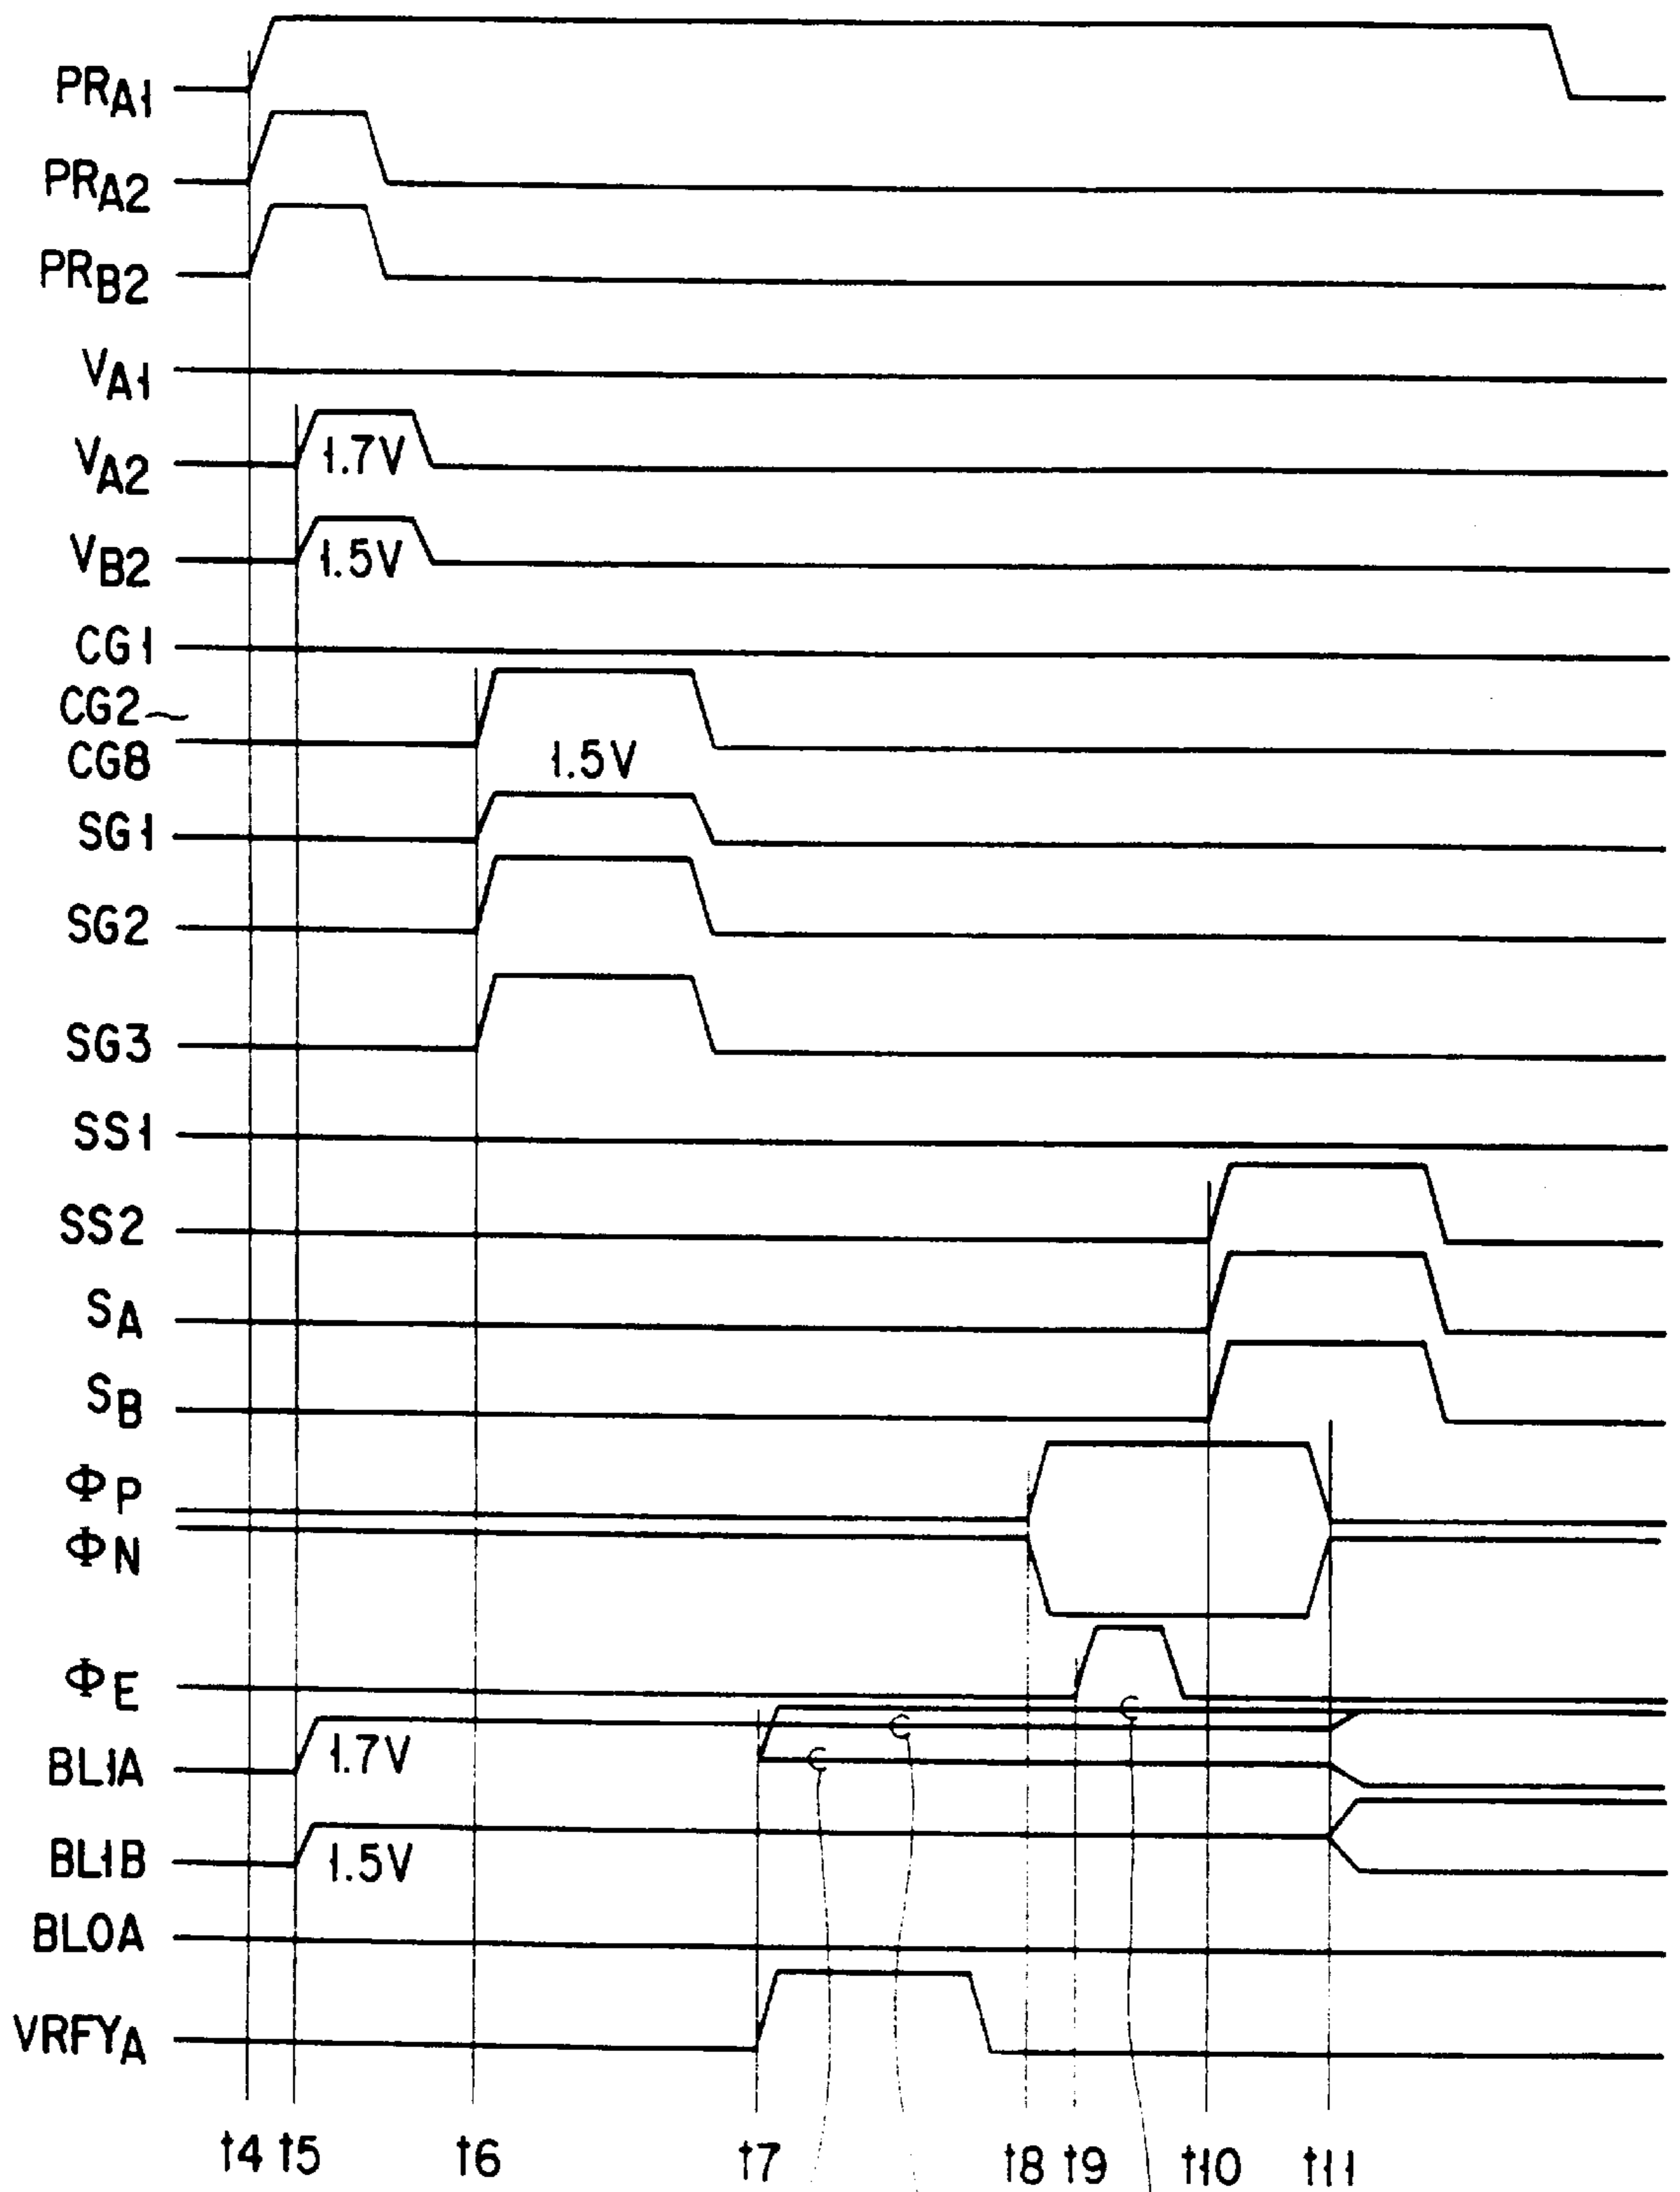 PRA1
PRA2
PRB2
VA1
VA2
1.7V
VB2
1.5V
CG1
CG2~
CG8
1.5V
SG1
SG2
SG3
SS1
SS2
SA
SB
ΦP
ΦN
ΦE
BL1A
1.7V
BL1B
1.5V
BL0A
VRFYA
t4 t5 t6 t7 t8 t9 t10 t11